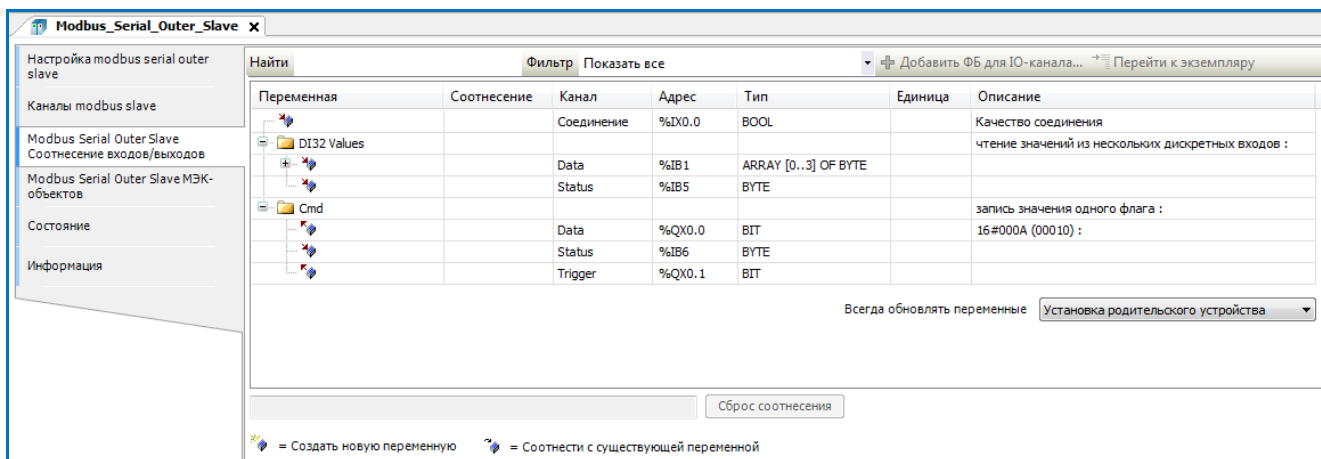 Modbus_Serial_Outer_Slave X
Настройка modbus serial outer
slave
Каналы modbus slave
Modbus Serial Outer Slave
Соотнесение входов/выходов
Modbus Serial Outer Slave МЭК-
объектов
Состояние
Информация
Найти Фильтр Показать все Добавить ФБ для IO-канала... Перейти к экземпляру
Переменная Соотнесение Канал Адрес Тип Единица Описание
Соединение %IX0.0 BOOL Качество соединения
DI32 Values чтение значений из нескольких дискретных входов :
Data %IB1 ARRAY [0..3] OF BYTE
Status %IB5 BYTE
Cmd запись значения одного флага :
Data %QX0.0 BIT 16#000A (00010) :
Status %IB6 BYTE
Trigger %QX0.1 BIT
Всегда обновлять переменные Установка родительского устройства
Сброс соотнесения
= Создать новую переменную = Соотнести с существующей переменной